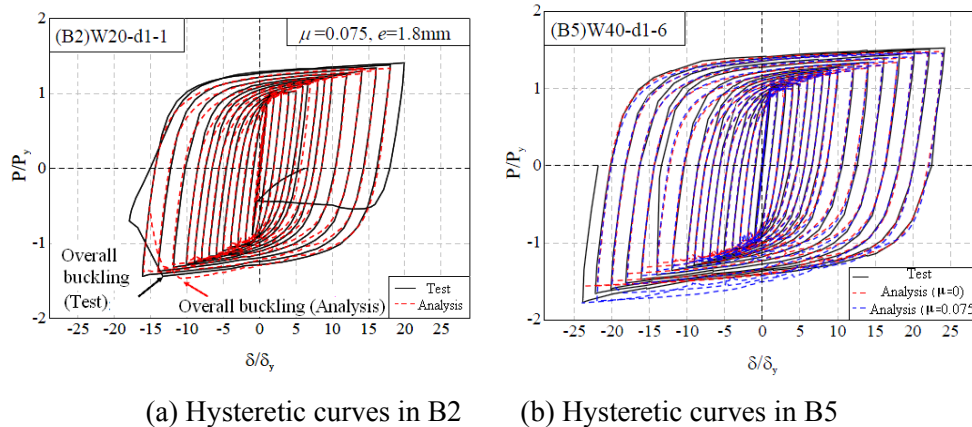 (B2)W20-d1-1
μ=0.075, e=1.8mm
P/Py
2
1
0
-1
-2
Overall
buckling
(Test)
Overall buckling (Analysis)
Test
Analysis
-25 -20 -15 -10 -5 0 5 10 15 20 25
δ/δy
(B5)W40-d1-6
P/Py
2
1
0
-1
-2
Test
Analysis (μ=0)
Analysis (μ=0.075
-25 -20 -15 -10 -5 0 5 10 15 20 25
δ/δy
(a) Hysteretic curves in B2 (b) Hysteretic curves in B5